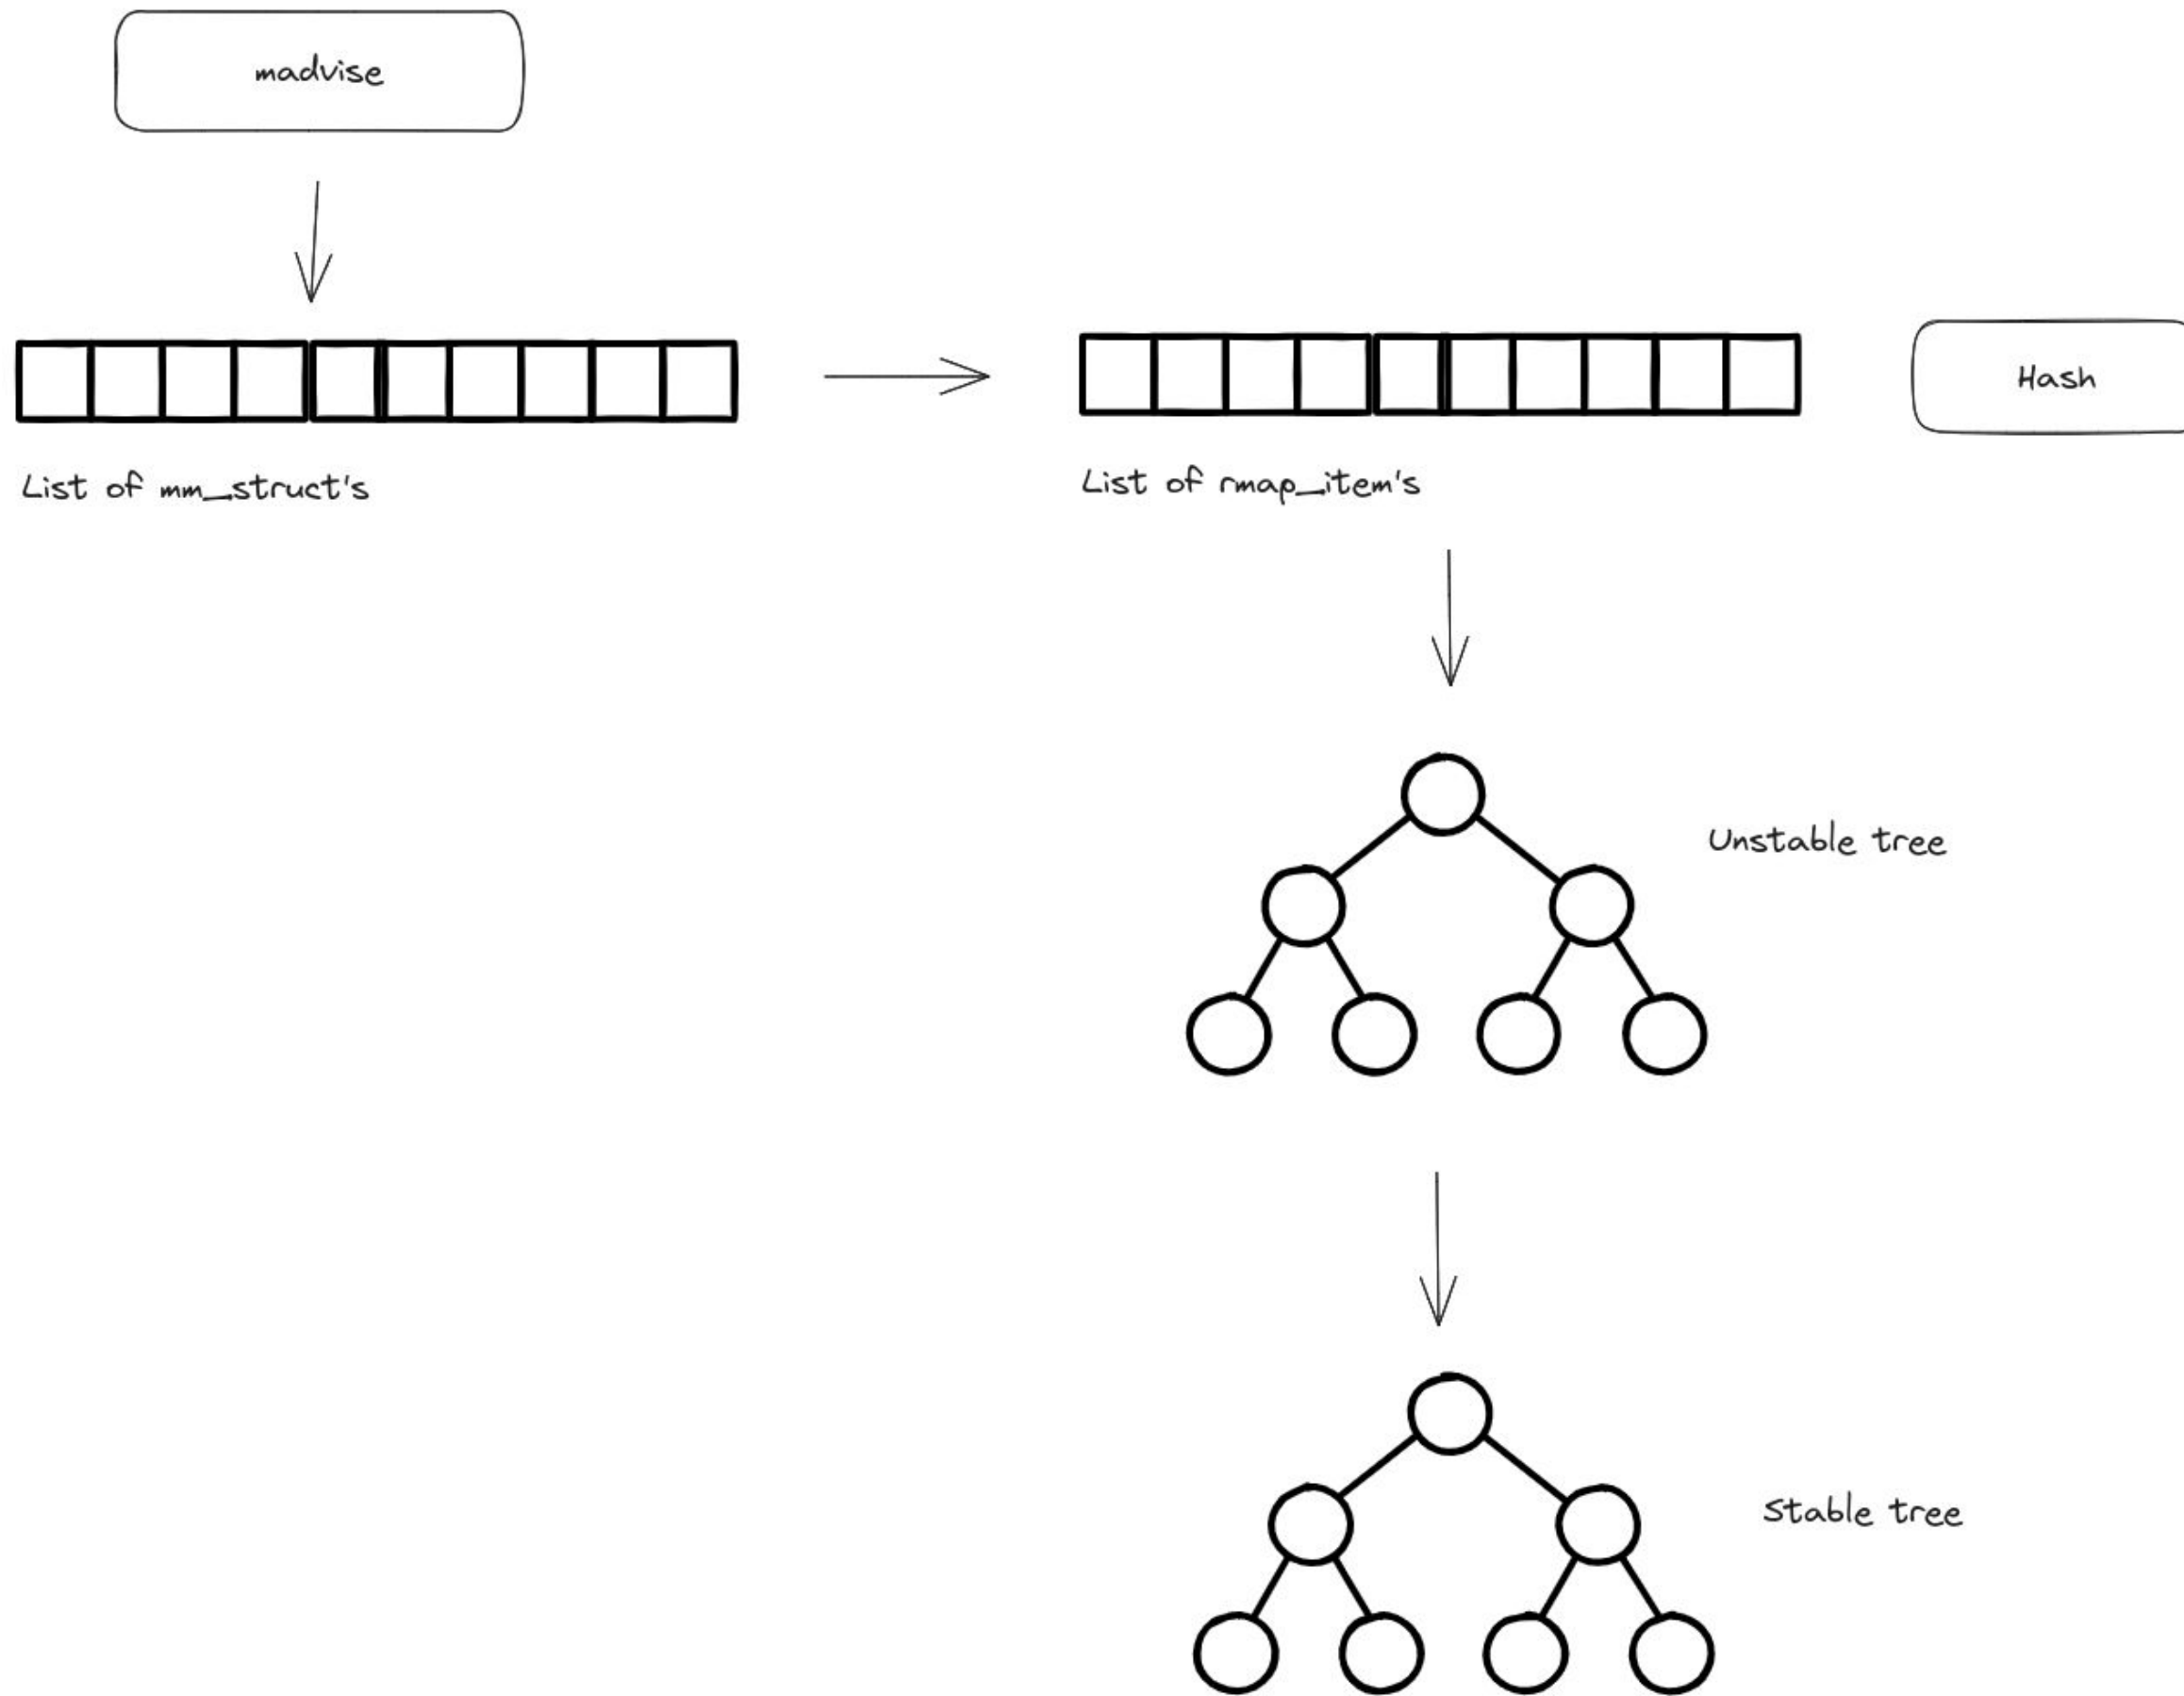 madvise
Hash
List of mm_struct's
List of rmap_item's
Unstable tree
Stable tree